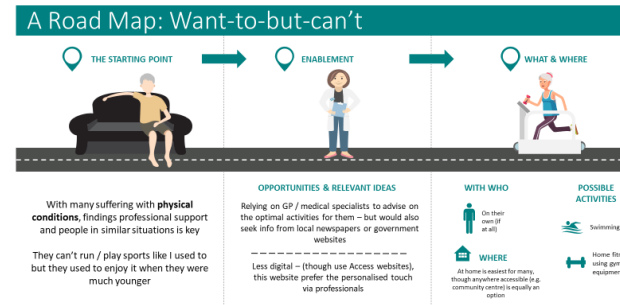 A Road Map: Want-to-but-can't
THE STARTING POINT
ENABLEMENT
WHAT & WHERE
With many suffering with physical
conditions, findings professional support
and people in similar situations is key
They can't run / play sports like I used to
but they used to enjoy it when they were
much younger
OPPORTUNITIES & RELEVANT IDEAS
Relying on GP / medical specialists to advise on
the optimal activities for them – but would also
seek info from local newspapers or government
websites
Less digital – (though use Access websites),
this website prefer the personalised touch
via professionals
WITH WHO
On their
own (if
at all)
WHERE
At home is easiest for many,
though anywhere accessible (e.g.
community centre) is equally an
option
POSSIBLE
ACTIVITIES
Swimming
Home fit
using gym
equipme